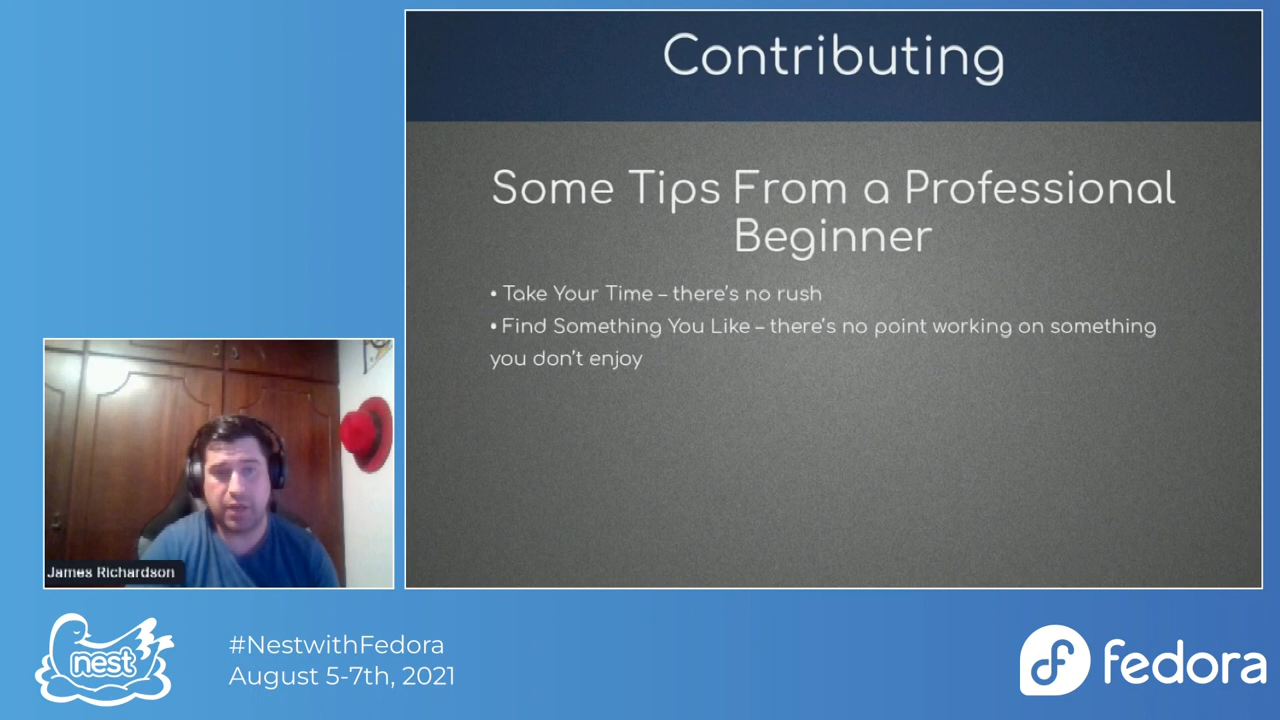 Contributing
Some Tips From a Professional
Beginner
• Take Your Time – there's no rush
• Find Something You Like – there's no point working on something
you don't enjoy
James Richardson
nest
#NestwithFedora
August 5-7th, 2021
fedora